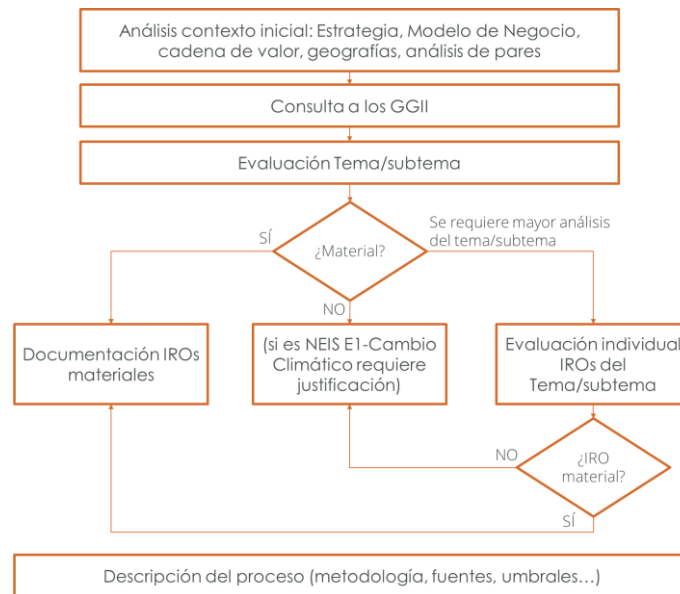 Análisis contexto inicial: Estrategia, Modelo de Negocio,
cadena de valor, geografías, análisis de pares
Consulta a los GGII
Evaluación Tema/subtema
¿Material?
SÍ
Se requiere mayor análisis
del tema/subtema
NO
Documentación IROs
materiales
(si es NEIS E1-Cambio
Climático requiere
justificación)
Evaluación individual
IROs del
Tema/subtema
¿IRO
material?
NO
SÍ
Descripción del proceso (metodología, fuentes, umbrales…)